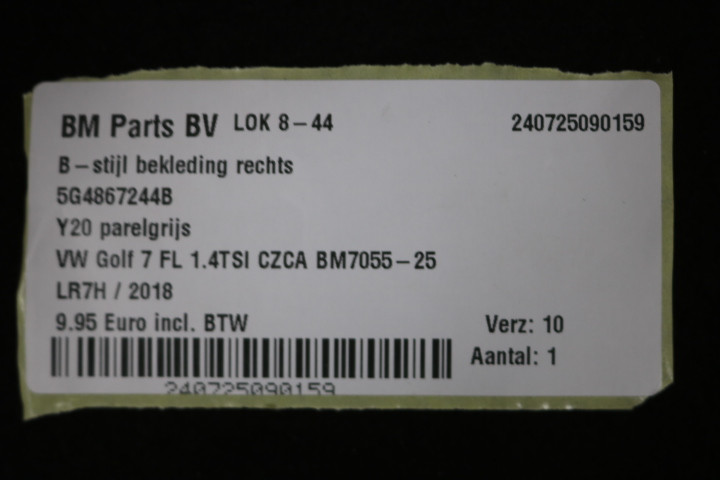 BM Parts BV LOK 8-44 240725090159
B-stijl bekleding rechts
5G4867244B
Y20 parelgrijs
VW Golf 7 FL 1.4TSI CZCA BM7055-25
LR7H / 2018
9.95 Euro incl. BTW Verz: 10
Aantal: 1
240725090159